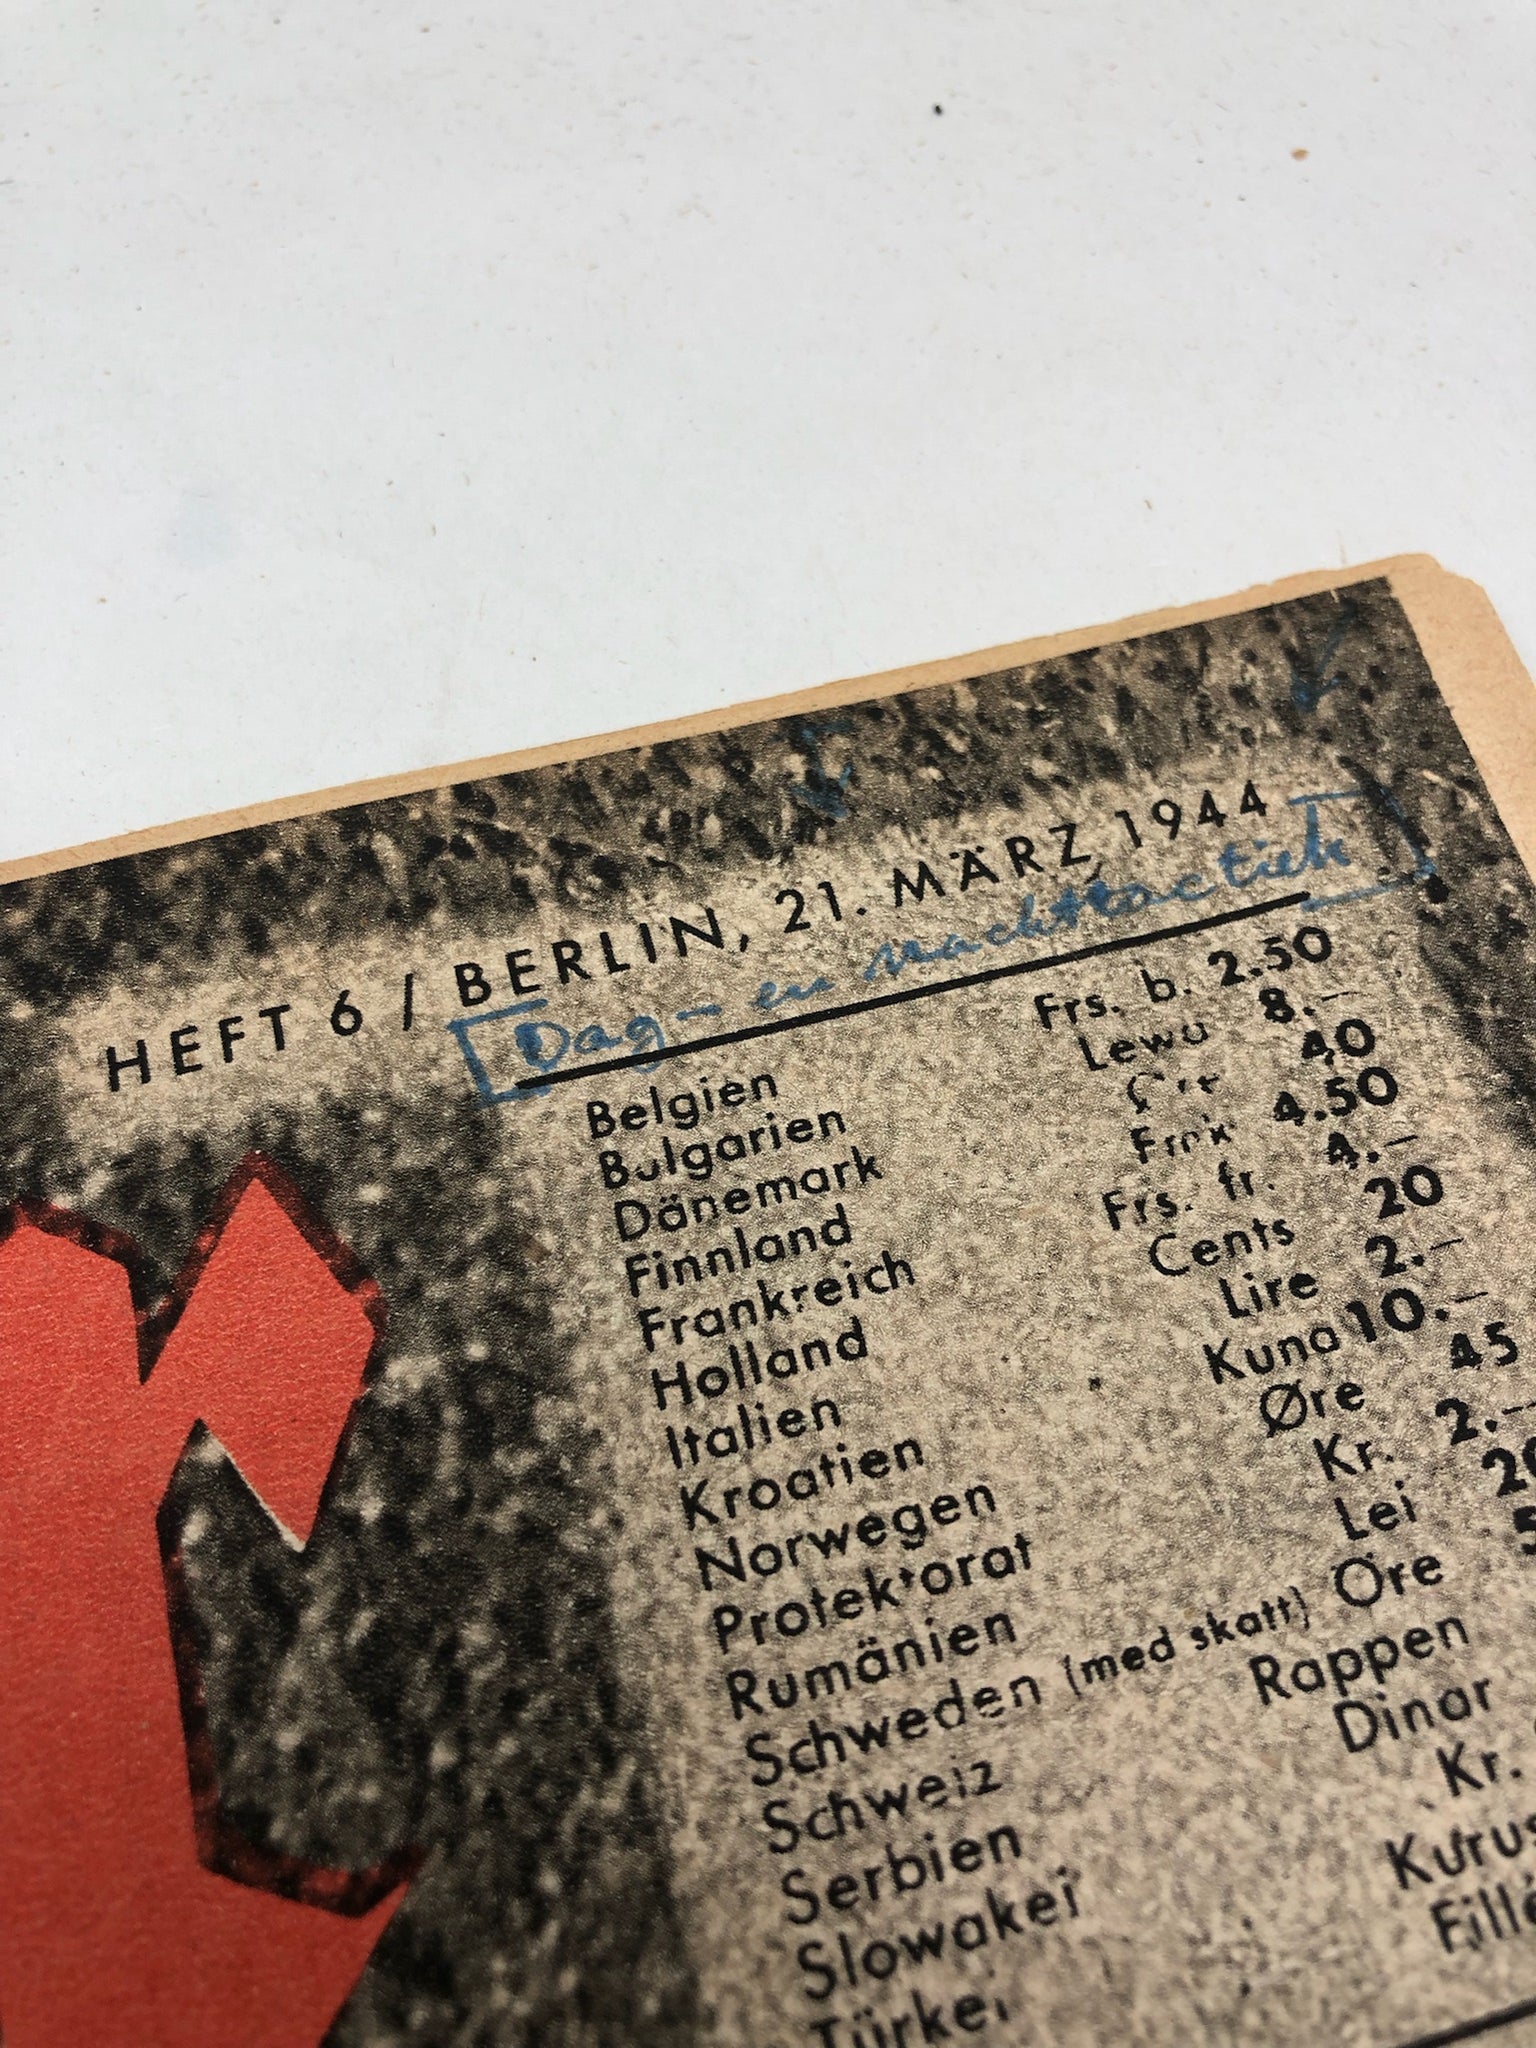 HEFT 6 / BERLIN, 21. MÄRZ 1944
Dag- en nachttactiek
Belgien Frs. b. 2.50
Bulgarien Lewa 8.–
Dänemark 40
Finnland Fmk 4.50
Frankreich Frs. fr. 4.–
Holland Cents 20
Italien Lire 2.–
Kroatien Kuna 10.–
Norwegen Øre 45
Protektorat Kr. 2.–
Rumänien Lei
Schweden (med skatt) Öre
Schweiz Rappen
Serbien Dinar
Slowakei Kr.
Türkei